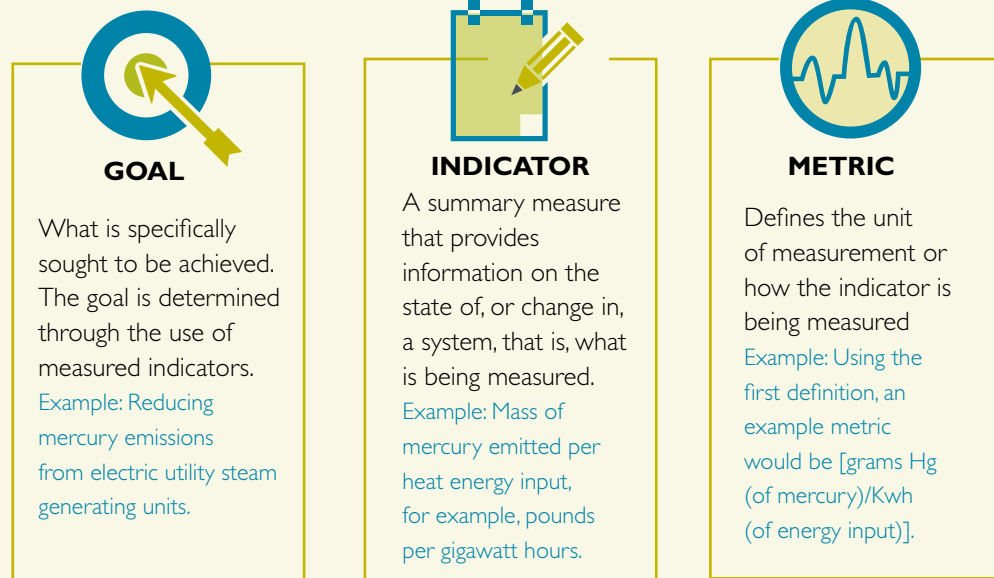 GOAL
What is specifically
sought to be achieved.
The goal is determined
through the use of
measured indicators.
Example: Reducing
mercury emissions
from electric utility steam
generating units.
INDICATOR
A summary measure
that provides
information on the
state of, or change in,
a system, that is, what
is being measured.
Example: Mass of
mercury emitted per
heat energy input,
for example, pounds
per gigawatt hours.
METRIC
Defines the unit
of measurement or
how the indicator is
being measured
Example: Using the
first definition, an
example metric
would be [grams Hg
(of mercury)/Kwh
(of energy input)].